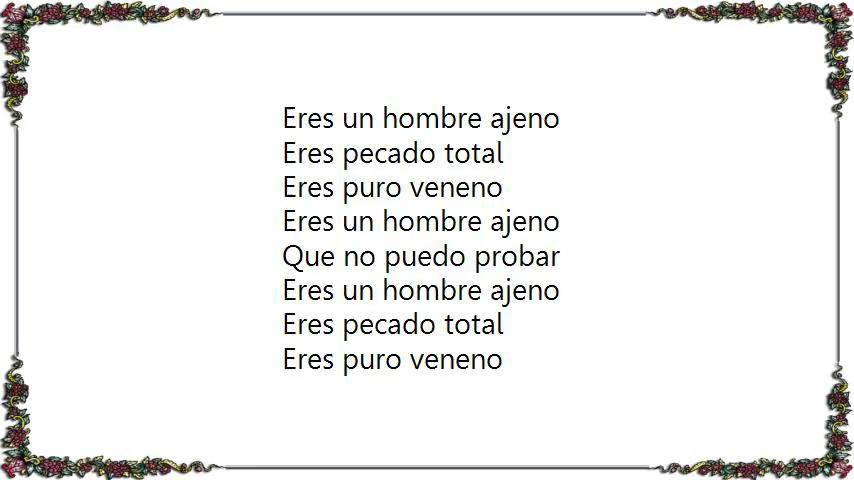 Eres un hombre ajeno
Eres pecado total
Eres puro veneno
Eres un hombre ajeno
Que no puedo probar
Eres un hombre ajeno
Eres pecado total
Eres puro veneno